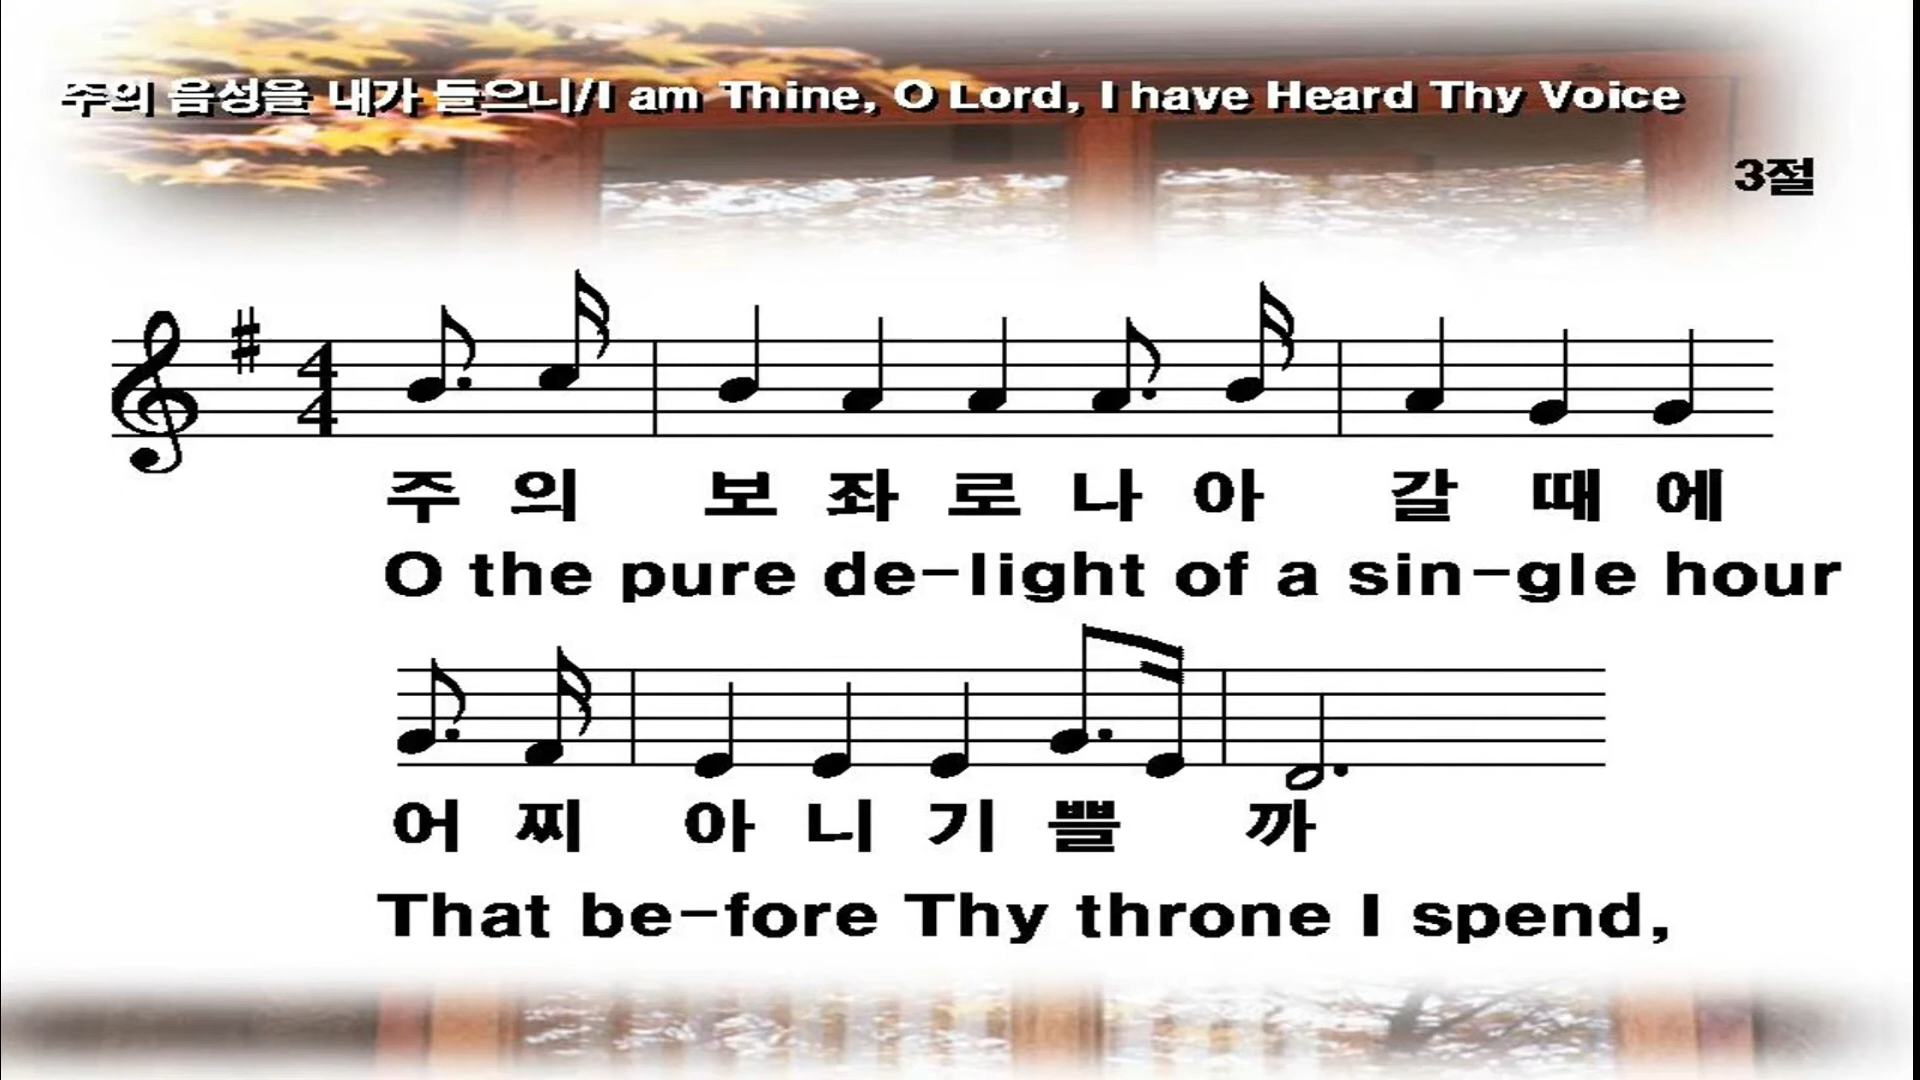 주의 음성을 내가 들으니/I am Thine, O Lord, I have Heard Thy Voice
3절
4
4
주 의 보 좌 로 나 아 갈 때 에
O the pure de-light of a sin-gle hour
어 찌 아 니 기 쁠 까
That be-fore Thy throne I spend,